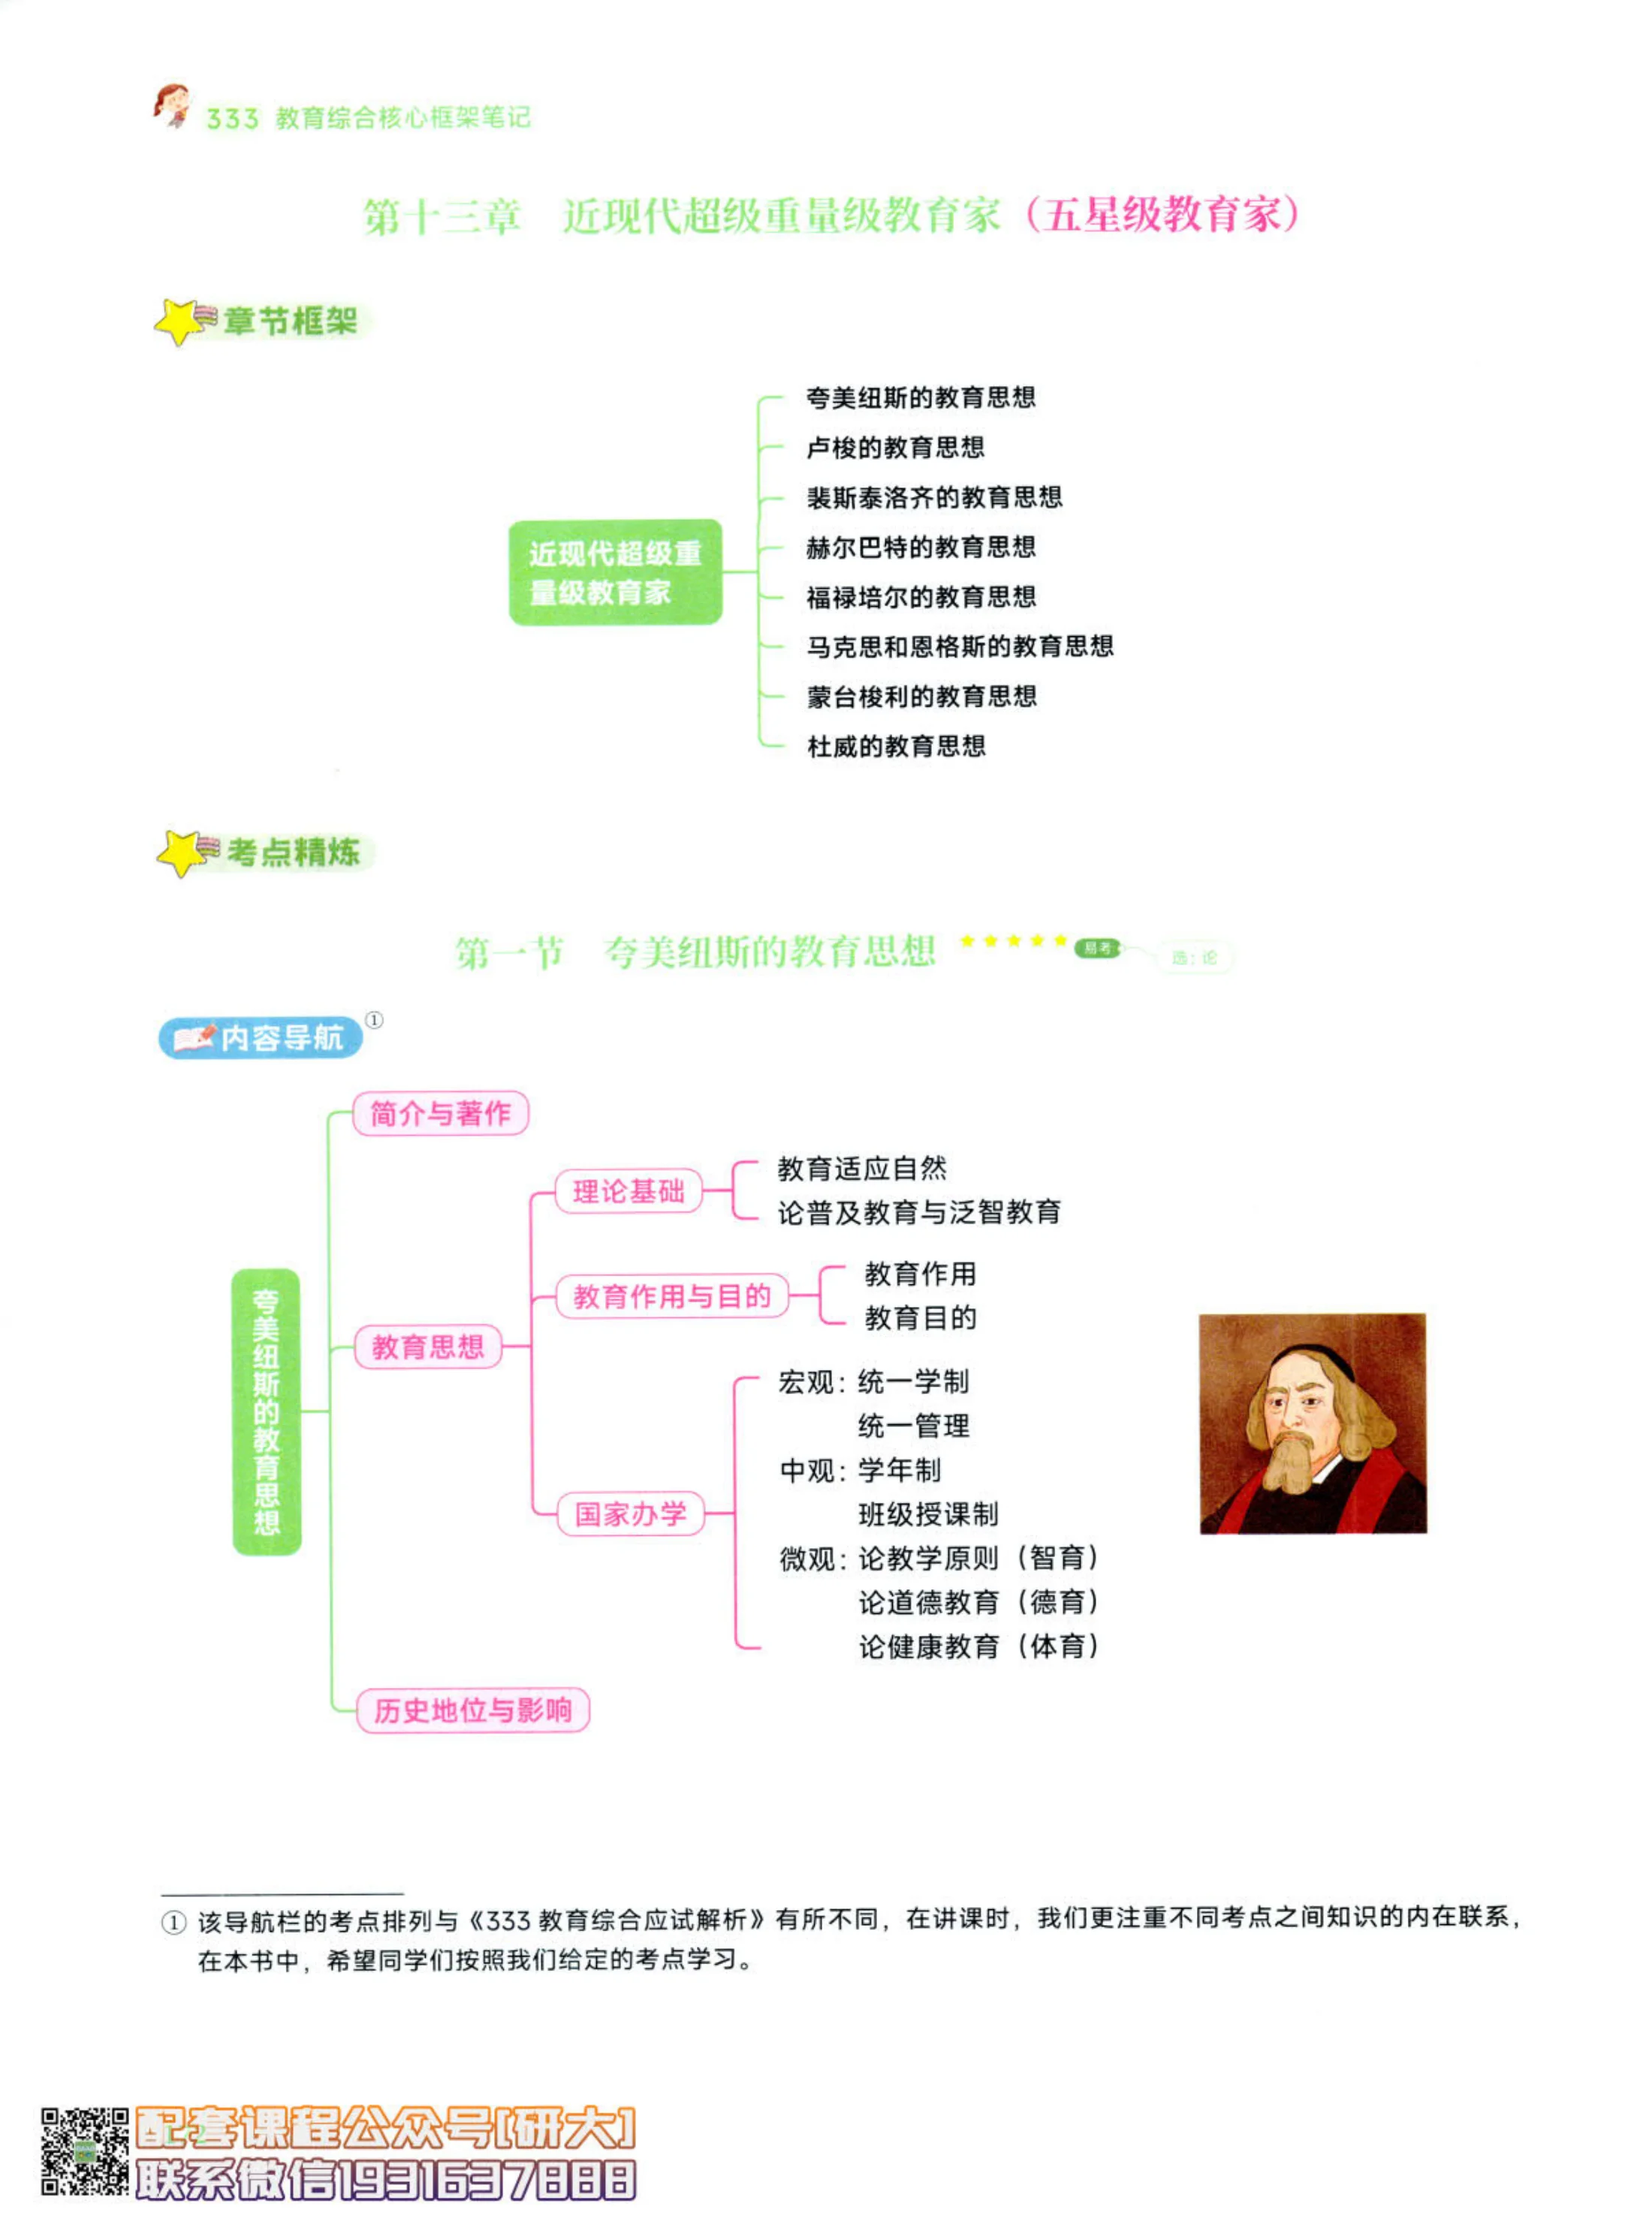 333 教育综合核心框架笔记
第十三章 近现代超级重量级教育家（五星级教育家）
章节框架
近现代超级重
量级教育家
夸美纽斯的教育思想
卢梭的教育思想
裴斯泰洛齐的教育思想
赫尔巴特的教育思想
福禄培尔的教育思想
马克思和恩格斯的教育思想
蒙台梭利的教育思想
杜威的教育思想
考点精炼
第一节 夸美纽斯的教育思想 ★★★★★ 易考 选；论
内容导航①
夸美纽斯的教育思想
简介与著作
教育思想
理论基础
教育适应自然
论普及教育与泛智教育
教育作用与目的
教育作用
教育目的
国家办学
宏观：统一学制
统一管理
中观：学年制
班级授课制
微观：论教学原则（智育）
论道德教育（德育）
论健康教育（体育）
历史地位与影响
① 该导航栏的考点排列与《333 教育综合应试解析》有所不同，在讲课时，我们更注重不同考点之间知识的内在联系，
在本书中，希望同学们按照我们给定的考点学习。
配套课程公众号[研大]
联系微信1931637888